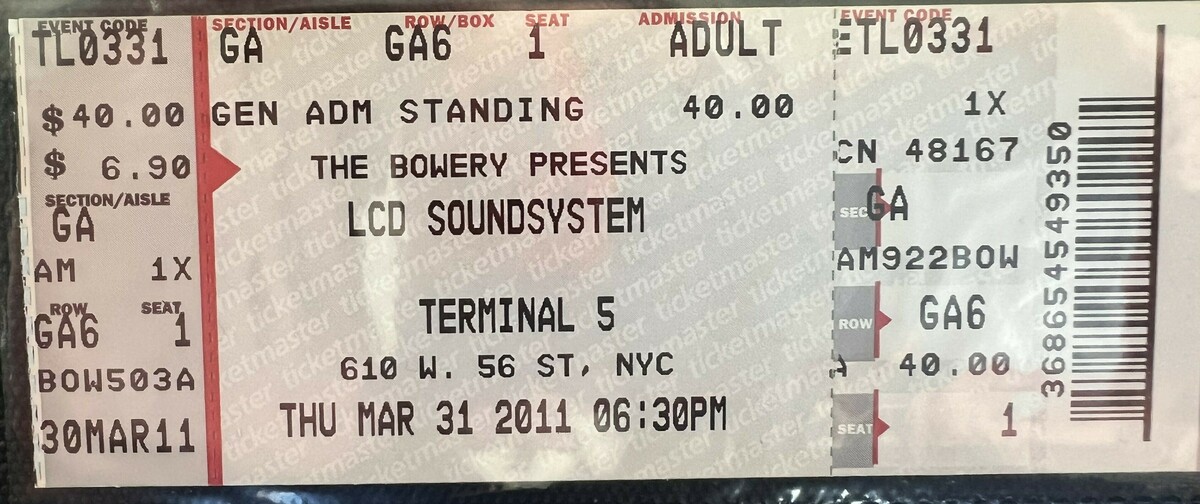 EVENT CODE
TL0331
$ 40.00
$ 6.90
SECTION/AISLE
GA
AM 1X
ROW SEAT
GA6 1
BOW503A
30MAR11
SECTION/AISLE ROW/BOX SEAT ADMISSION
GA GA6 1 ADULT
GEN ADM STANDING 40.00
THE BOWERY PRESENTS
LCD SOUNDSYSTEM
TERMINAL 5
610 W. 56 ST, NYC
THU MAR 31 2011 06:30PM
ticketmaster
EVENT CODE
ETL0331
1X
CN 48167
SEC GA
AM922BOW
ROW GA6
A 40.00
SEAT 1
368654549350